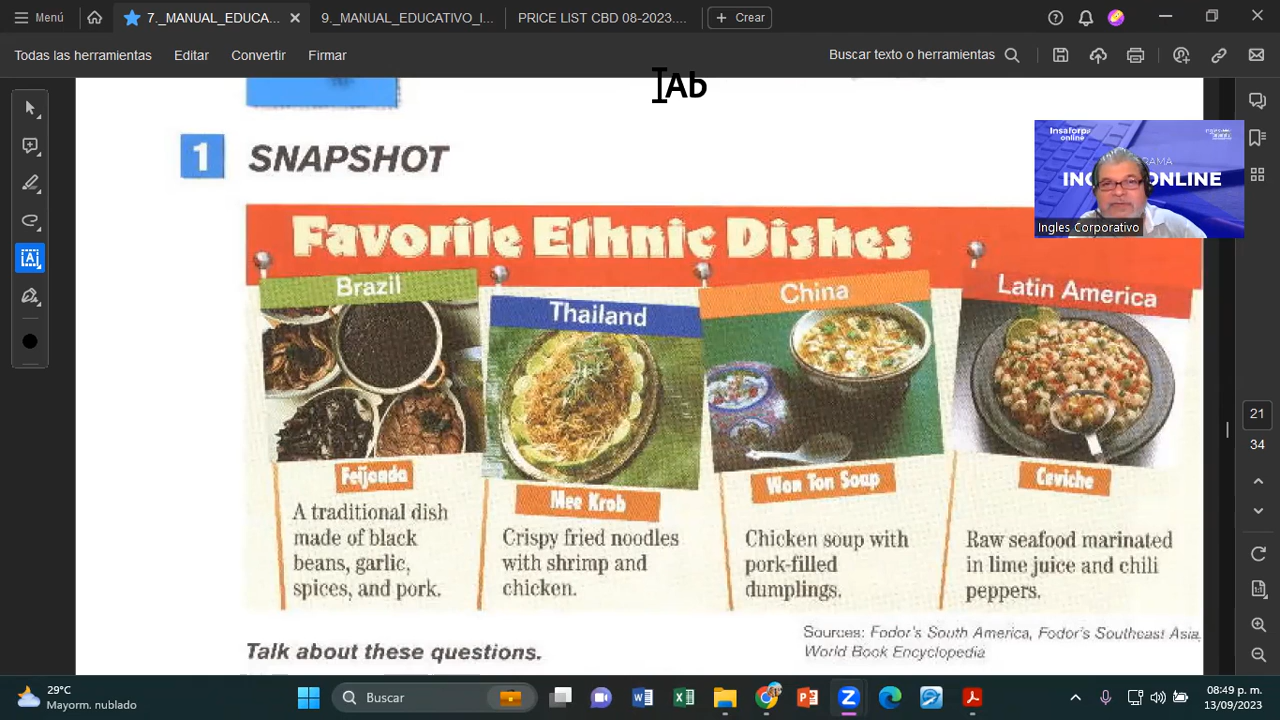 Menú
7._MANUAL_EDUCA...
9._MANUAL_EDUCATIVO_I...
PRICE LIST CBD 08-2023....
Crear
Todas las herramientas
Editar
Convertir
Firmar
Buscar texto o herramientas
Ab
1 SNAPSHOT
Insaforp
online
INGLES ONLINE
Ingles Corporativo
Favorite Ethnic Dishes
Brazil
Thailand
China
Latin America
Feijoada
A traditional dish
made of black
beans, garlic,
spices, and pork.
Mee Krob
Crispy fried noodles
with shrimp and
chicken.
Won Ton Soup
Chicken soup with
pork-filled
dumplings.
Ceviche
Raw seafood marinated
in lime juice and chili
peppers.
Sources: Fodor's South America, Fodor's Southeast Asia,
World Book Encyclopedia
Talk about these questions.
21
34
29°C
Mayorm. nublado
Buscar
08:49 p. m.
13/09/2023